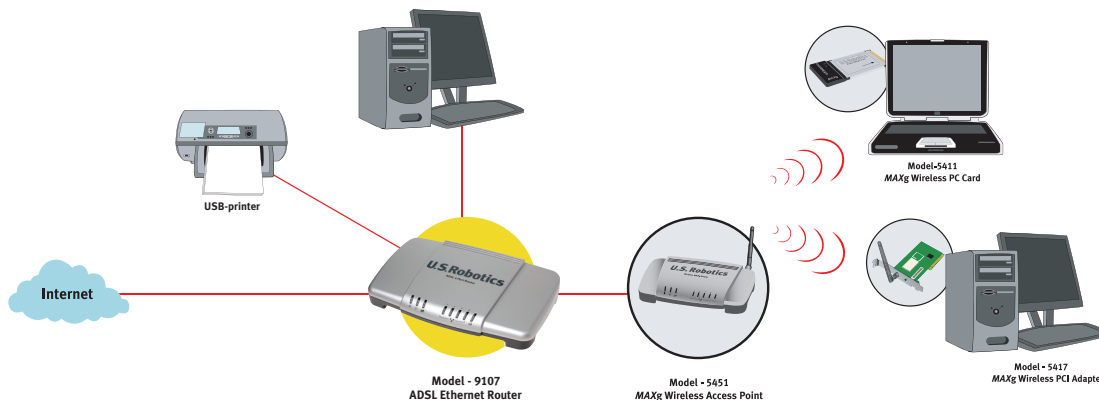 Model-5411
MAXg Wireless PC Card
USB-printer
U.S.Robotics
U.S.Robotics
Internet
Model - 9107
ADSL Ethernet Router
Model - 5451
MAXg Wireless Access Point
Model - 5417
MAXg Wireless PCI Adapte